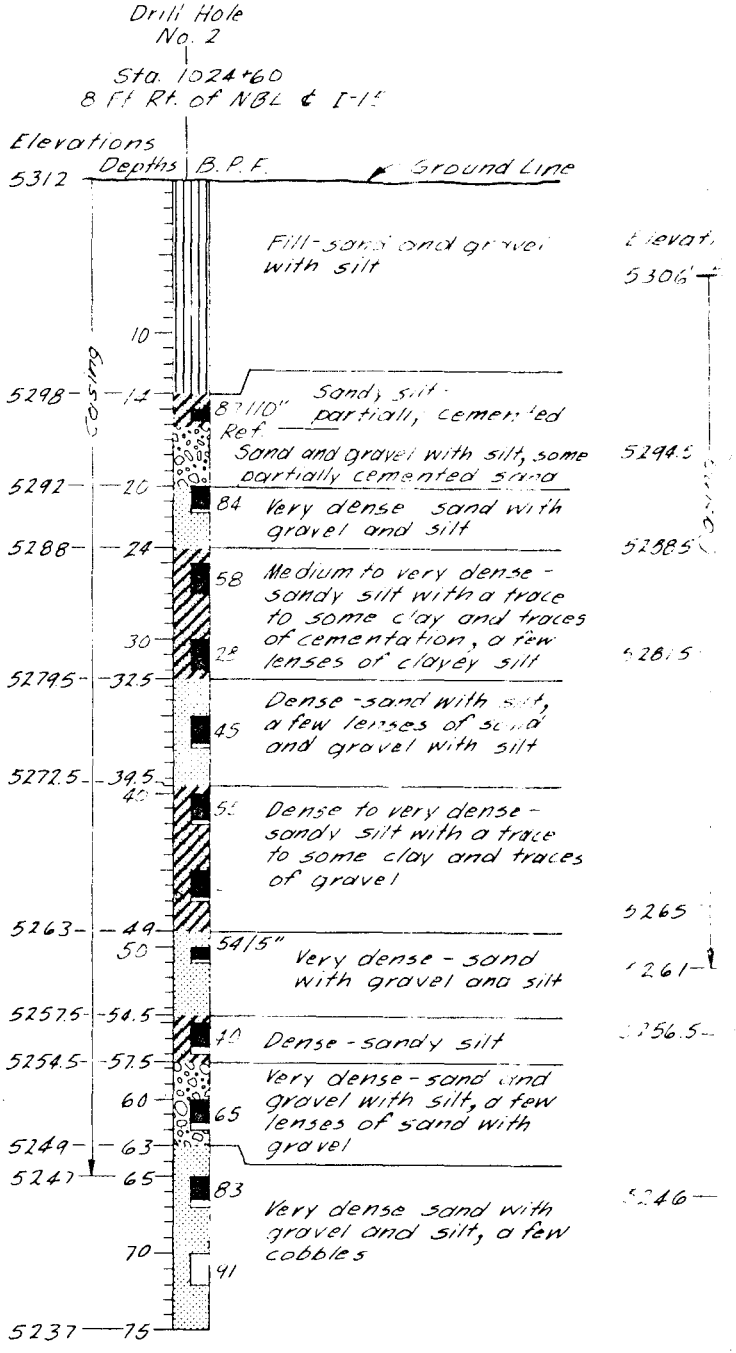 Drill Hole
No. 2
Sta. 1024+60
8 Ft Rt. of NBL ¢
Elevations
Depths B.P.F.
Ground Line
5312
Fill-sand and gravel
with silt
5306
10
Casing
5298 14
Sandy silt-
partially cemented
Ref.
Sand and gravel with silt, some
partially cemented sand
5294.5
5292 20
84
Very dense sand with
gravel and silt
5288 24
5288.5
58
Medium to very dense-
sandy silt with a trace
to some clay and traces
of cementation, a few
lenses of clayey silt
30
28
5281.5
5279.5 32.5
Dense-sand with silt,
a few lenses of sand
and gravel with silt
45
5272.5 39.5
40
Dense to very dense-
sandy silt with a trace
to some clay and traces
of gravel
5265
5263 49
50
54/5"
Very dense - sand
with gravel and silt
5257.5 54.5
Dense-sandy silt
5254.5 57.5
Very dense-sand and
gravel with silt, a few
lenses of sand with
gravel
60
65
5249 63
5247 65
83
Very dense sand with
gravel and silt, a few
cobbles
70
91
5237 75